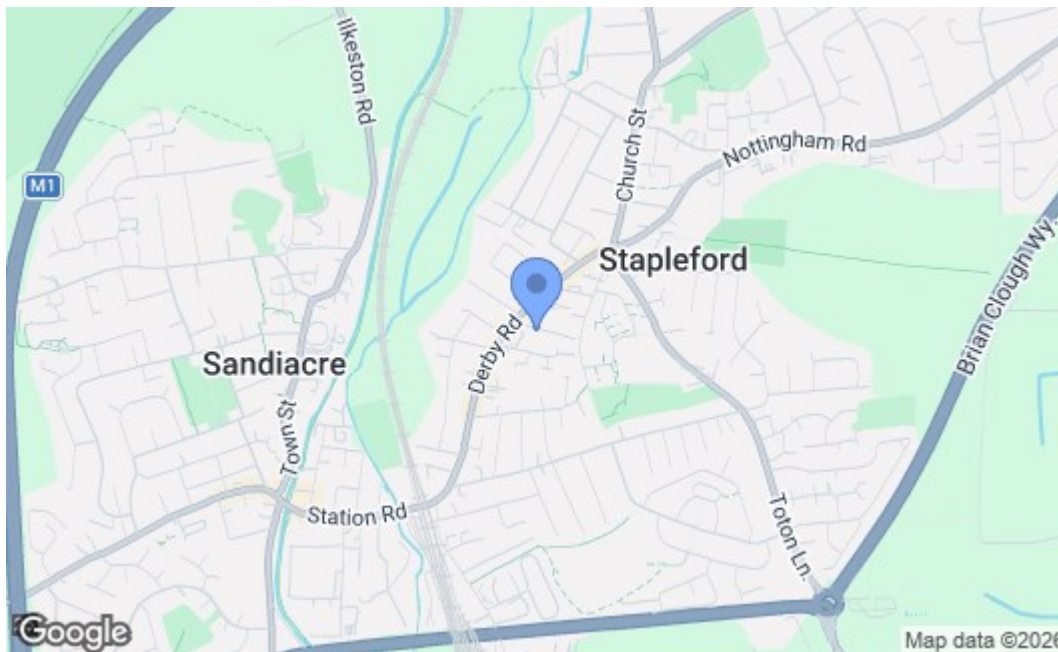 Ilkeston Rd
M1
Church St
Nottingham Rd
Stapleford
Brian Clough Wy.
Derby Rd
Sandiacre
Town St
Station Rd
Toton Ln.
Google
Map data ©2026